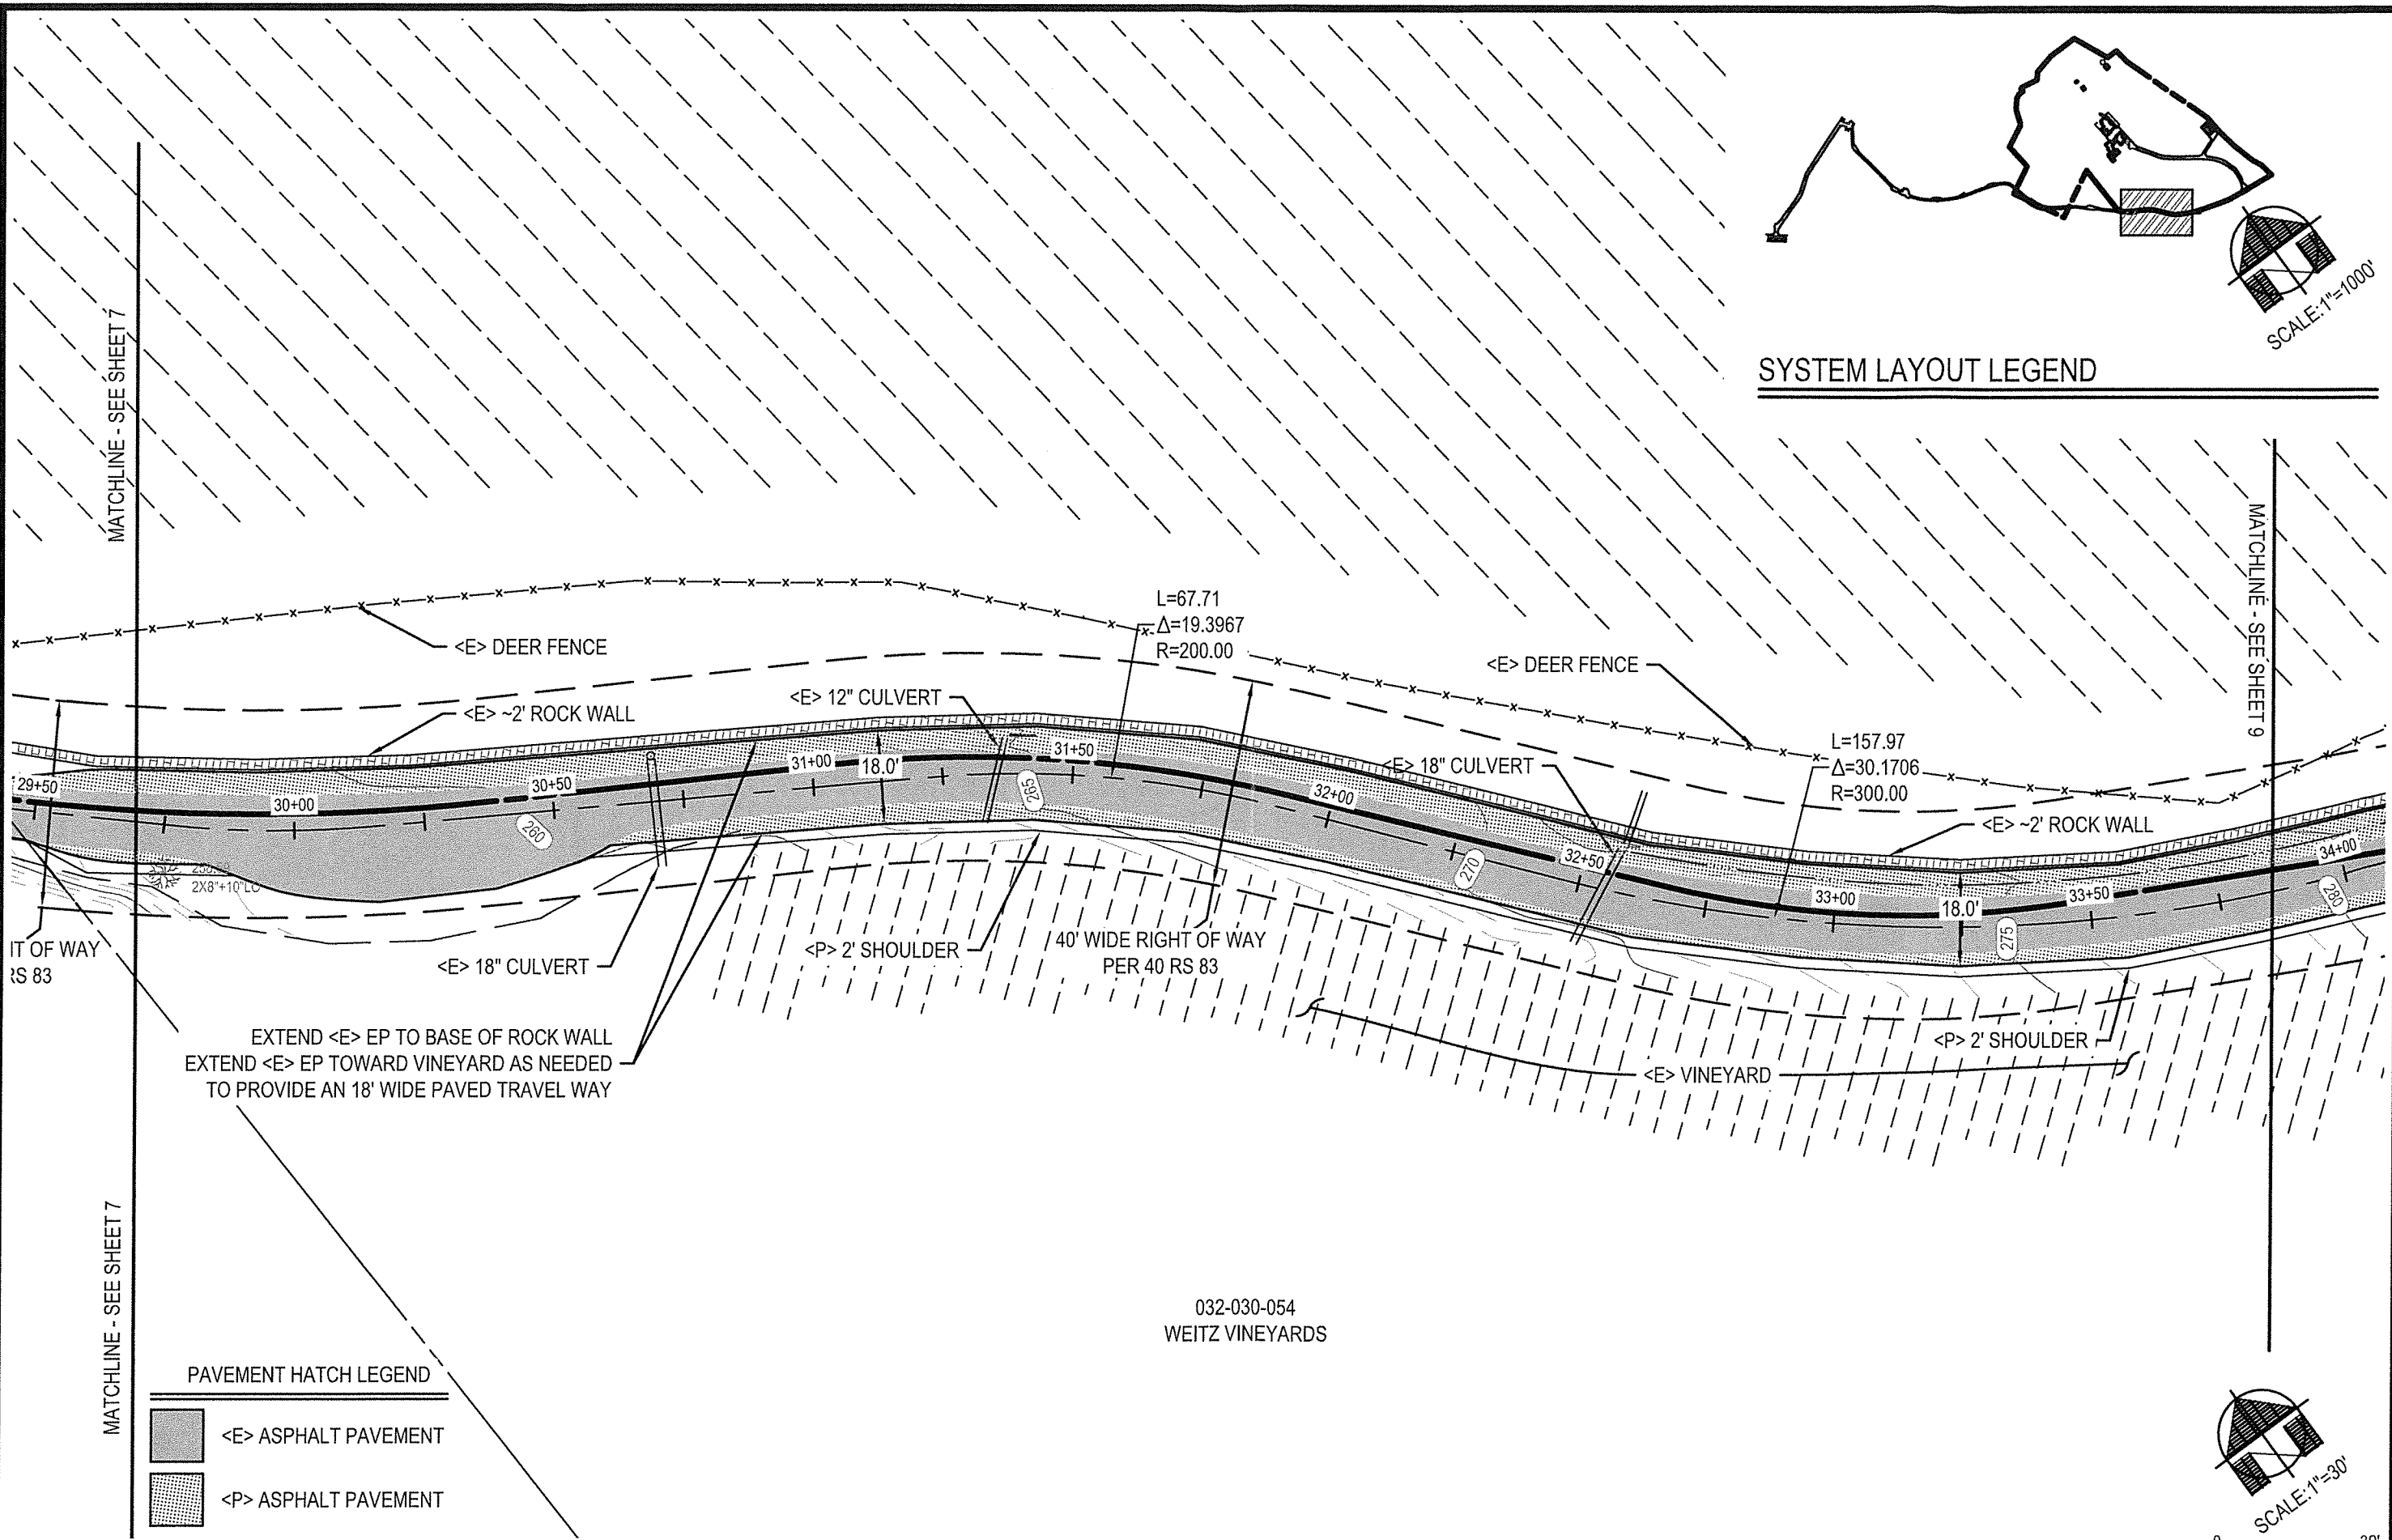 SCALE:1"=1000'
SYSTEM LAYOUT LEGEND
MATCHLINE - SEE SHEET 7
MATCHLINE - SEE SHEET 9
L=67.71
Δ=19.3967
R=200.00
<E> DEER FENCE
<E> DEER FENCE
<E> 12" CULVERT
<E> ~2' ROCK WALL
<E> 18" CULVERT
L=157.97
Δ=30.1706
R=300.00
<E> ~2' ROCK WALL
29+50
30+00
30+50
31+00
18.0'
31+50
32+00
32+50
33+00
18.0'
33+50
34+00
260
265
270
275
280
2X8"+10"LC
IT OF WAY
RS 83
<E> 18" CULVERT
<P> 2' SHOULDER
40' WIDE RIGHT OF WAY
PER 40 RS 83
EXTEND <E> EP TO BASE OF ROCK WALL
EXTEND <E> EP TOWARD VINEYARD AS NEEDED
TO PROVIDE AN 18' WIDE PAVED TRAVEL WAY
<P> 2' SHOULDER
<E> VINEYARD
MATCHLINE - SEE SHEET 7
032-030-054
WEITZ VINEYARDS
PAVEMENT HATCH LEGEND
<E> ASPHALT PAVEMENT
<P> ASPHALT PAVEMENT
SCALE:1"=30'